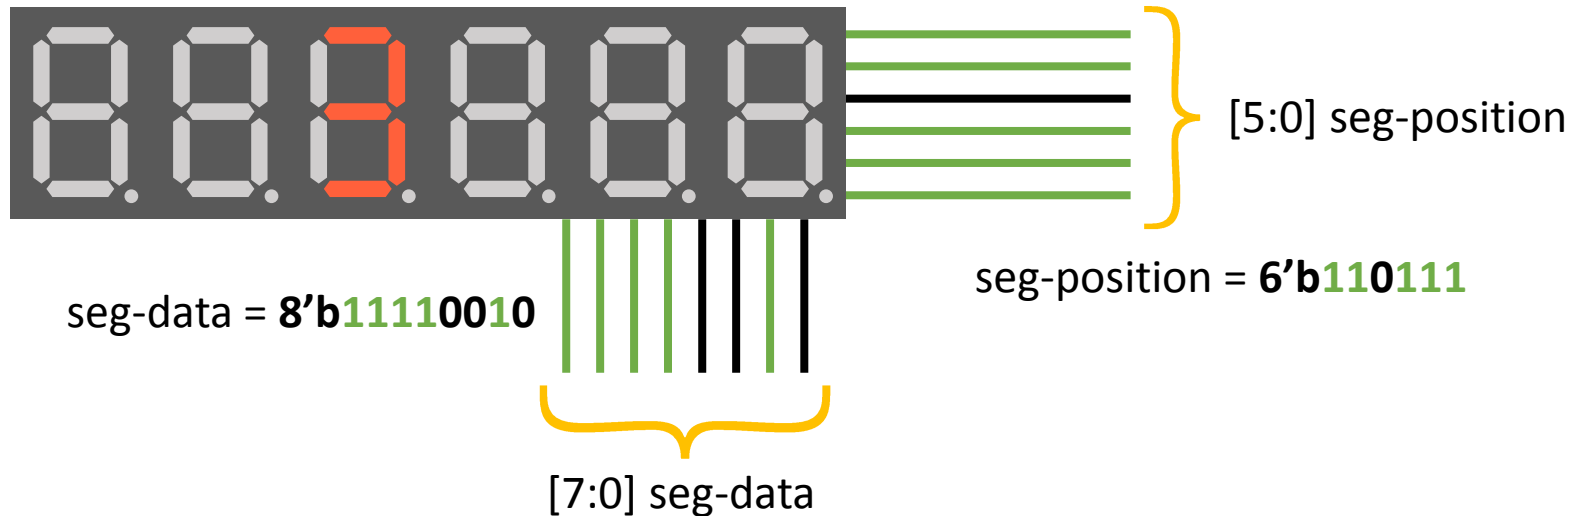 [5:0] seg-position
seg-position = 6’b110111
seg-data = 8’b11110010
[7:0] seg-data